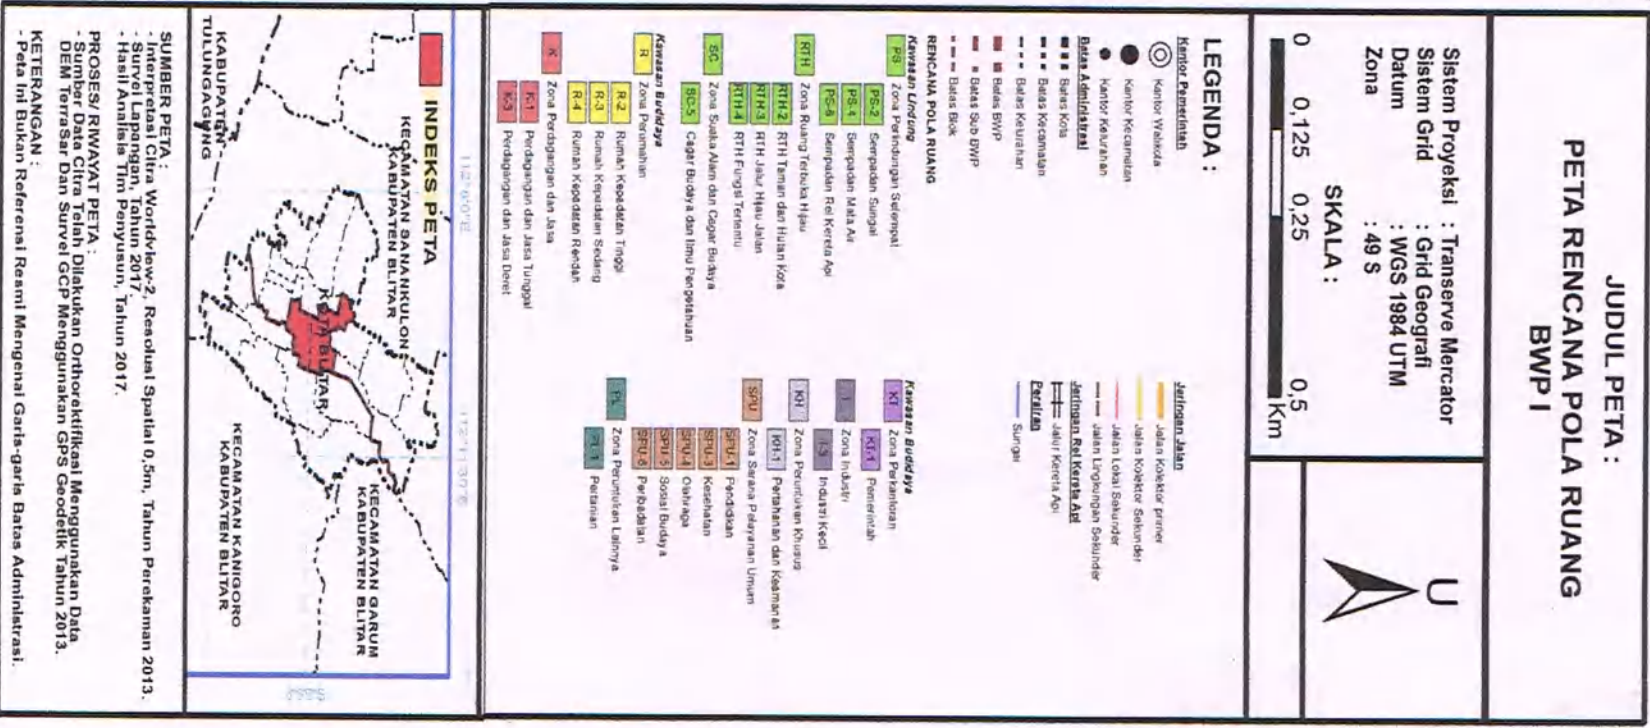 JUDUL PETA :
PETA RENCANA POLA RUANG
BWP I
Sistem Proyeksi : Transerve Mercator
Sistem Grid : Grid Geografi
Datum : WGS 1984 UTM
Zona : 49 S
SKALA :
0 0,125 0,25 0,5
Km
U
LEGENDA :
Kantor Pemerintah
Kantor Walikota
Kantor Kecamatan
Kantor Kelurahan
Batas Administrasi
Batas Kota
Batas Kecamatan
Batas Kelurahan
Batas BWP
Batas Sub BWP
Batas Blok
Jaringan Jalan
Jalan Kolektor primer
Jalan Kolektor Sekunder
Jalan Lokal Sekunder
Jalan Lingkungan Sekunder
Jaringan Rel Kereta Api
Jalur Kereta Api
Perairan
Sungai
RENCANA POLA RUANG
Kawasan Lindung
PS Zona Perlindungan Setempat
PS-2 Sempadan Sungai
PS-4 Sempadan Mata Air
PS-6 Sempadan Rel Kereta Api
RTH Zona Ruang Terbuka Hijau
RTH-2 RTH Taman dan Hutan Kota
RTH-3 RTH Jalur Hijau Jalan
RTH-4 RTH Fungsi Tertentu
SC Zona Suaka Alam dan Cagar Budaya
SC-5 Cagar Budaya dan Ilmu Pengetahuan
Kawasan Budidaya
R Zona Perumahan
R-2 Rumah Kepadatan Tinggi
R-3 Rumah Kepadatan Sedang
R-4 Rumah Kepadatan Rendah
K Zona Perdagangan dan Jasa
K-1 Perdagangan dan Jasa Tunggal
K-3 Perdagangan dan Jasa Deret
Kawasan Budidaya
KT Zona Perkantoran
KT-1 Pemerintah
I Zona Industri
I-3 Industri Kecil
KH Zona Peruntukan Khusus
KH-1 Pertahanan dan Keamanan
SPU Zona Sarana Pelayanan Umum
SPU-1 Pendidikan
SPU-3 Kesehatan
SPU-4 Olahraga
SPU-5 Sosial Budaya
SPU-6 Peribadatan
PL Zona Peruntukan Lainnya
PL-1 Pertanian
INDEKS PETA
KECAMATAN SANANKULON
KABUPATEN BLITAR
KOTA BLITAR
KECAMATAN GARUM
KABUPATEN BLITAR
KECAMATAN KANIGORO
KABUPATEN BLITAR
KABUPATEN
TULUNGAGUNG
SUMBER PETA :
- Interpretasi Citra Worldview-2, Resolusi Spatial 0,5m, Tahun Perekaman 2013.
- Survei Lapangan, Tahun 2017.
- Hasil Analisis Tim Penyusun, Tahun 2017.
PROSES/ RIWAYAT PETA :
- Sumber Data Citra Telah Dilakukan Orthorektifikasi Menggunakan Data
DEM TerraSar Dan Survei GCP Menggunakan GPS Geodetik Tahun 2013.
KETERANGAN :
- Peta Ini Bukan Referensi Resmi Mengenai Garis-garis Batas Administrasi.